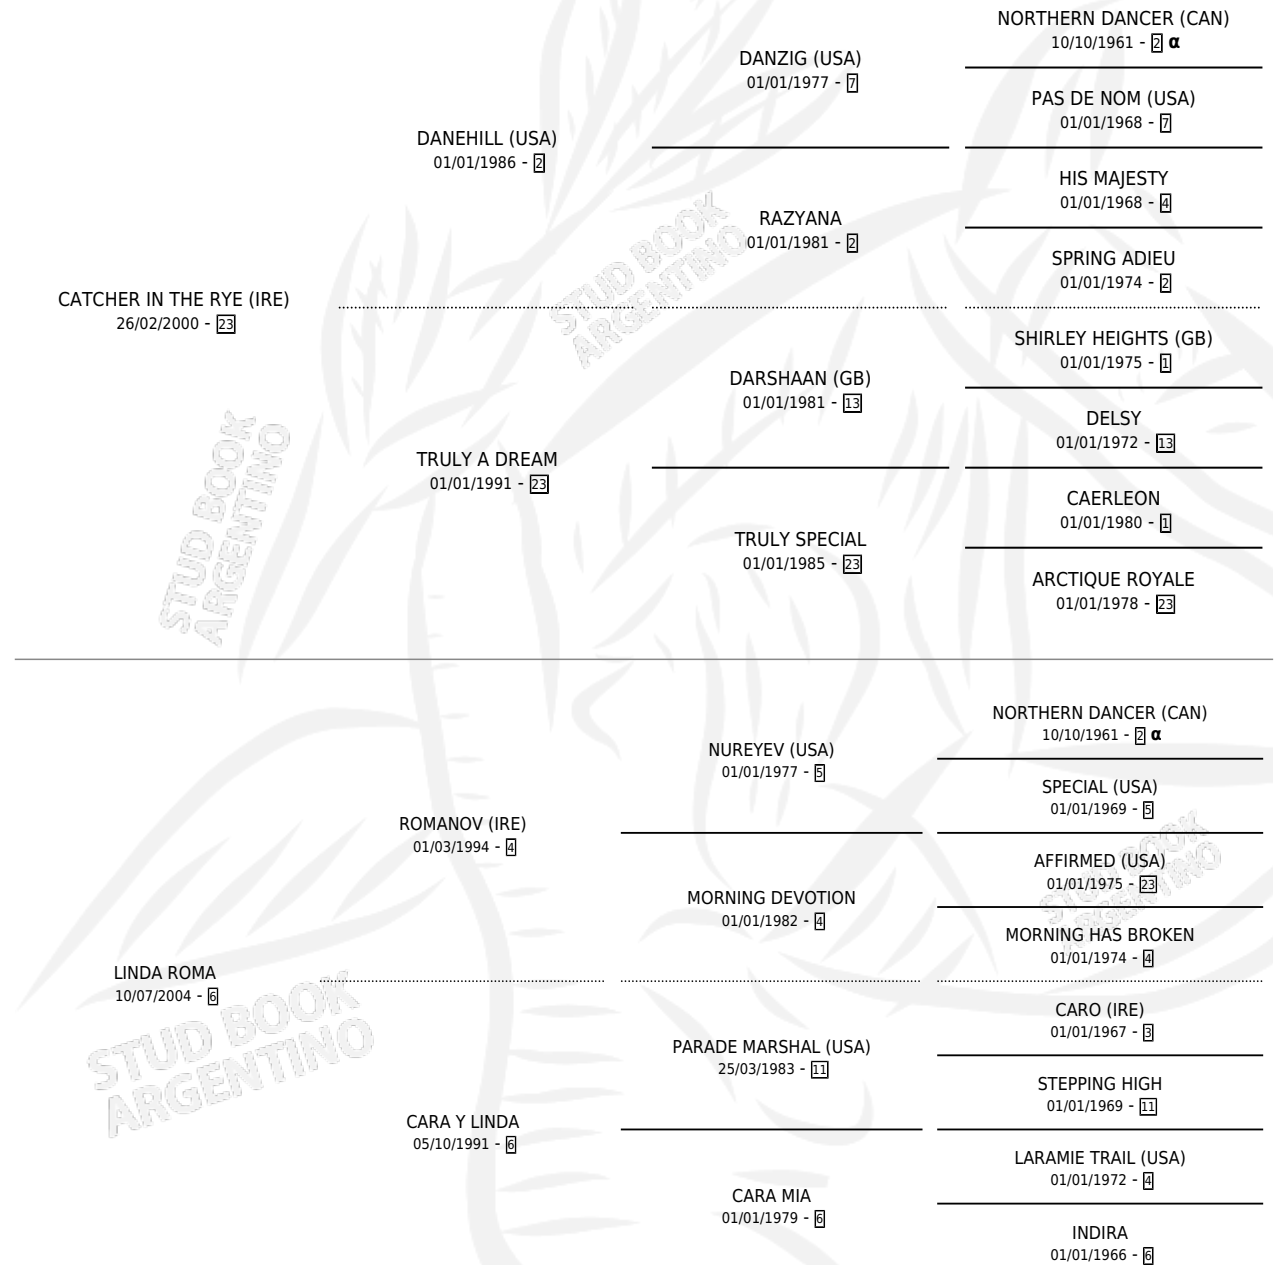 NORTHERN DANCER (CAN)
10/10/1961 - 2 α
DANZIG (USA)
01/01/1977 - 7
PAS DE NOM (USA)
01/01/1968 - 7
DANEHILL (USA)
01/01/1986 - 2
HIS MAJESTY
01/01/1968 - 4
RAZYANA
01/01/1981 - 2
SPRING ADIEU
01/01/1974 - 2
CATCHER IN THE RYE (IRE)
26/02/2000 - 23
SHIRLEY HEIGHTS (GB)
01/01/1975 - 1
DARSHAAN (GB)
01/01/1981 - 13
DELSY
01/01/1972 - 13
TRULY A DREAM
01/01/1991 - 23
CAERLEON
01/01/1980 - 1
TRULY SPECIAL
01/01/1985 - 23
ARCTIQUE ROYALE
01/01/1978 - 23
NORTHERN DANCER (CAN)
10/10/1961 - 2 α
NUREYEV (USA)
01/01/1977 - 5
SPECIAL (USA)
01/01/1969 - 5
ROMANOV (IRE)
01/03/1994 - 4
AFFIRMED (USA)
01/01/1975 - 23
MORNING DEVOTION
01/01/1982 - 4
MORNING HAS BROKEN
01/01/1974 - 4
LINDA ROMA
10/07/2004 - 6
CARO (IRE)
01/01/1967 - 3
PARADE MARSHAL (USA)
25/03/1983 - 11
STEPPING HIGH
01/01/1969 - 11
CARA Y LINDA
05/10/1991 - 6
LARAMIE TRAIL (USA)
01/01/1972 - 4
CARA MIA
01/01/1979 - 6
INDIRA
01/01/1966 - 6
STUD BOOK
ARGENTINO
STUD BOOK
ARGENTINO
STUD BOOK
ARGENTINO
STUD BOOK
ARGENTINO